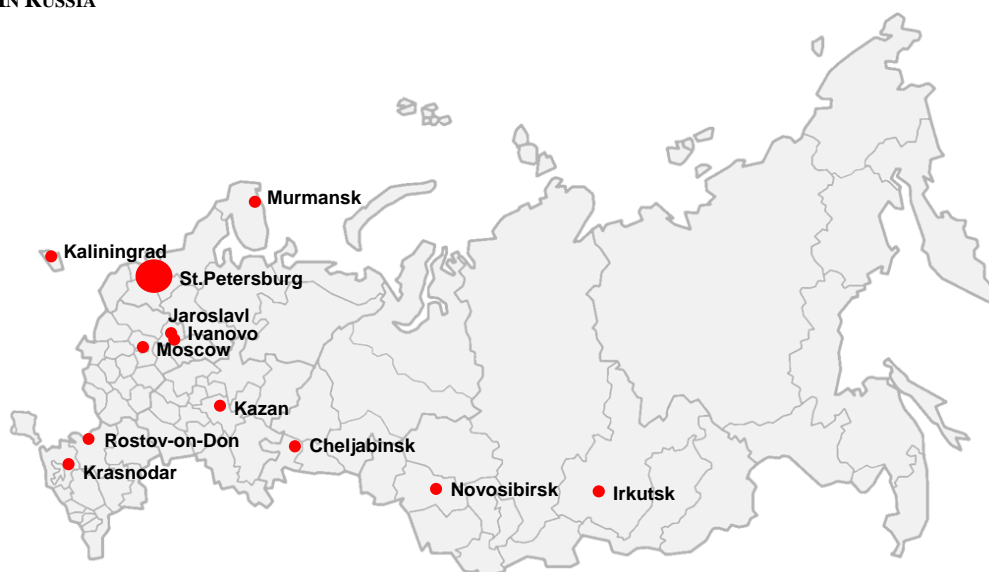 IN RUSSIA
Murmansk
Kaliningrad
St.Petersburg
Jaroslavl
Ivanovo
Moscow
Kazan
Rostov-on-Don
Cheljabinsk
Krasnodar
Novosibirsk
Irkutsk